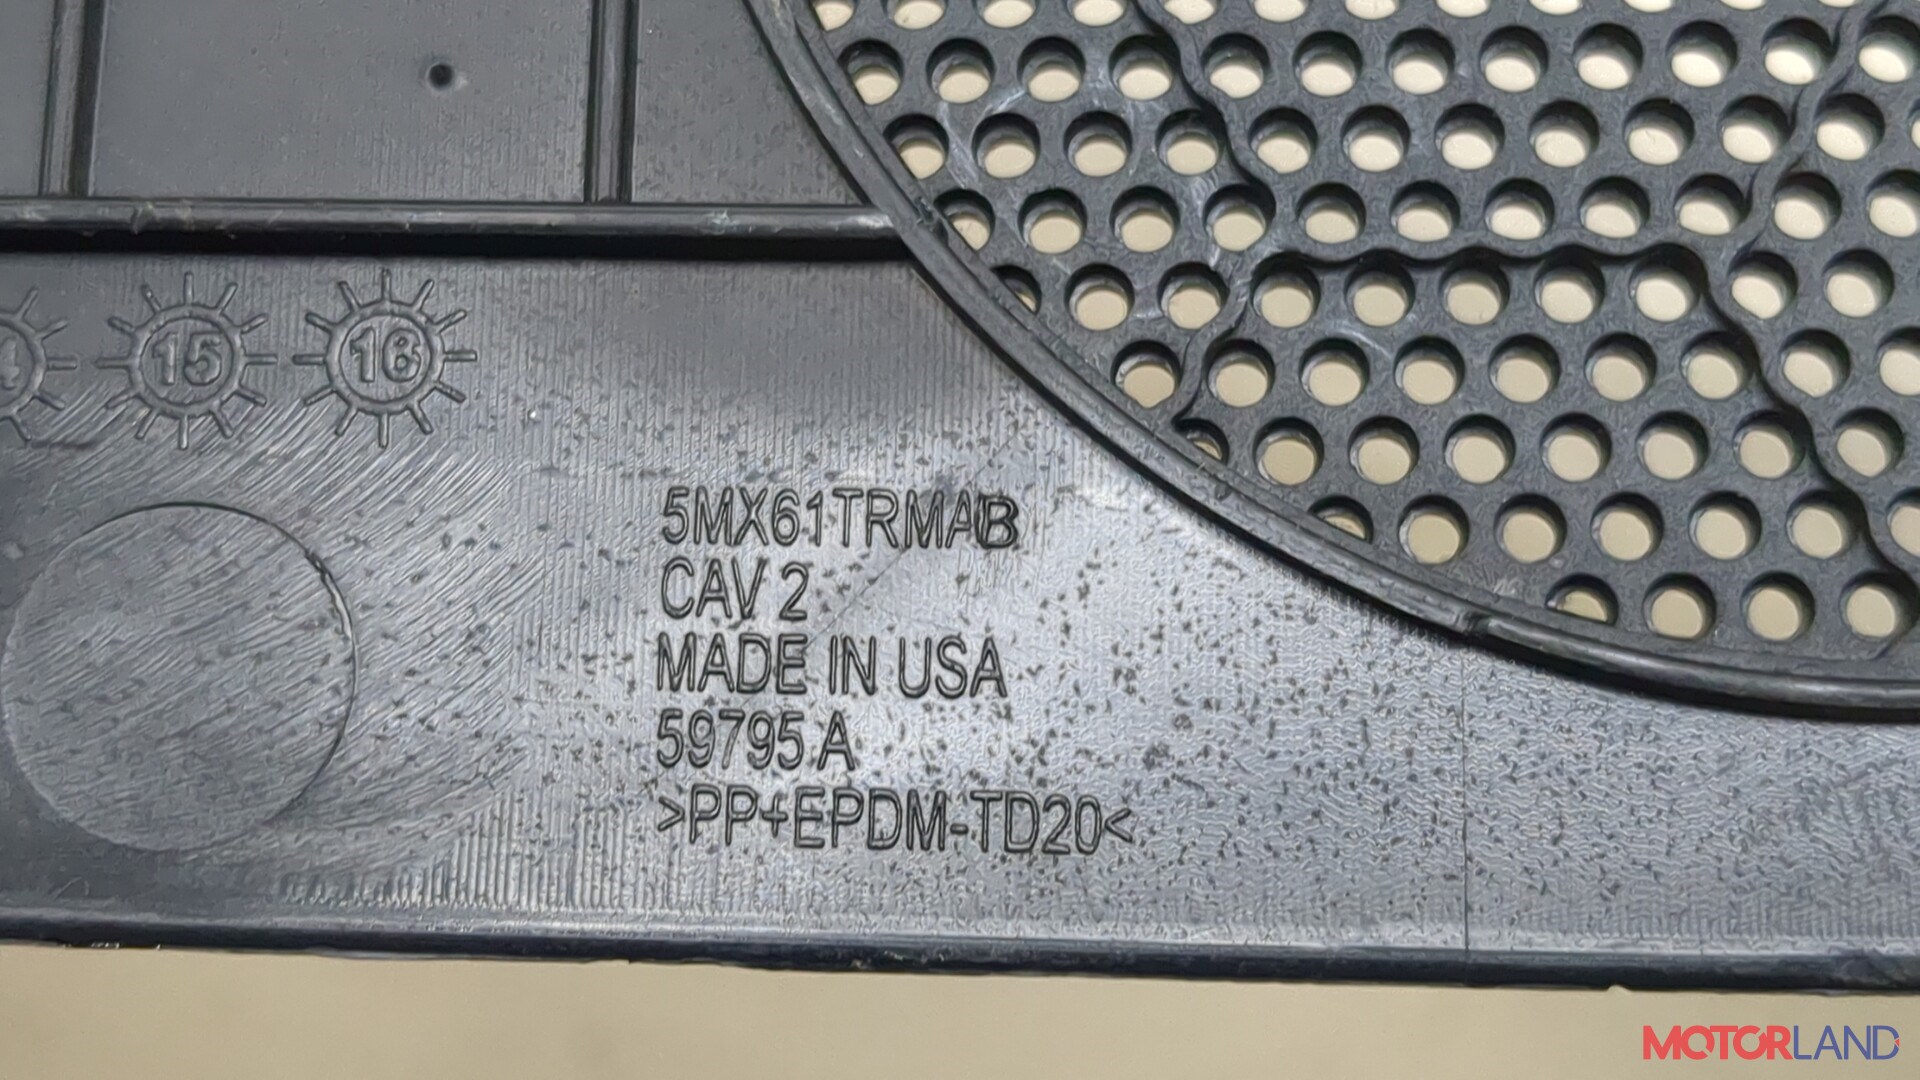 15 16
5MX61TRMAB
CAV 2
MADE IN USA
59795 A
>PP+EPDM-TD20<
MOTORLAND